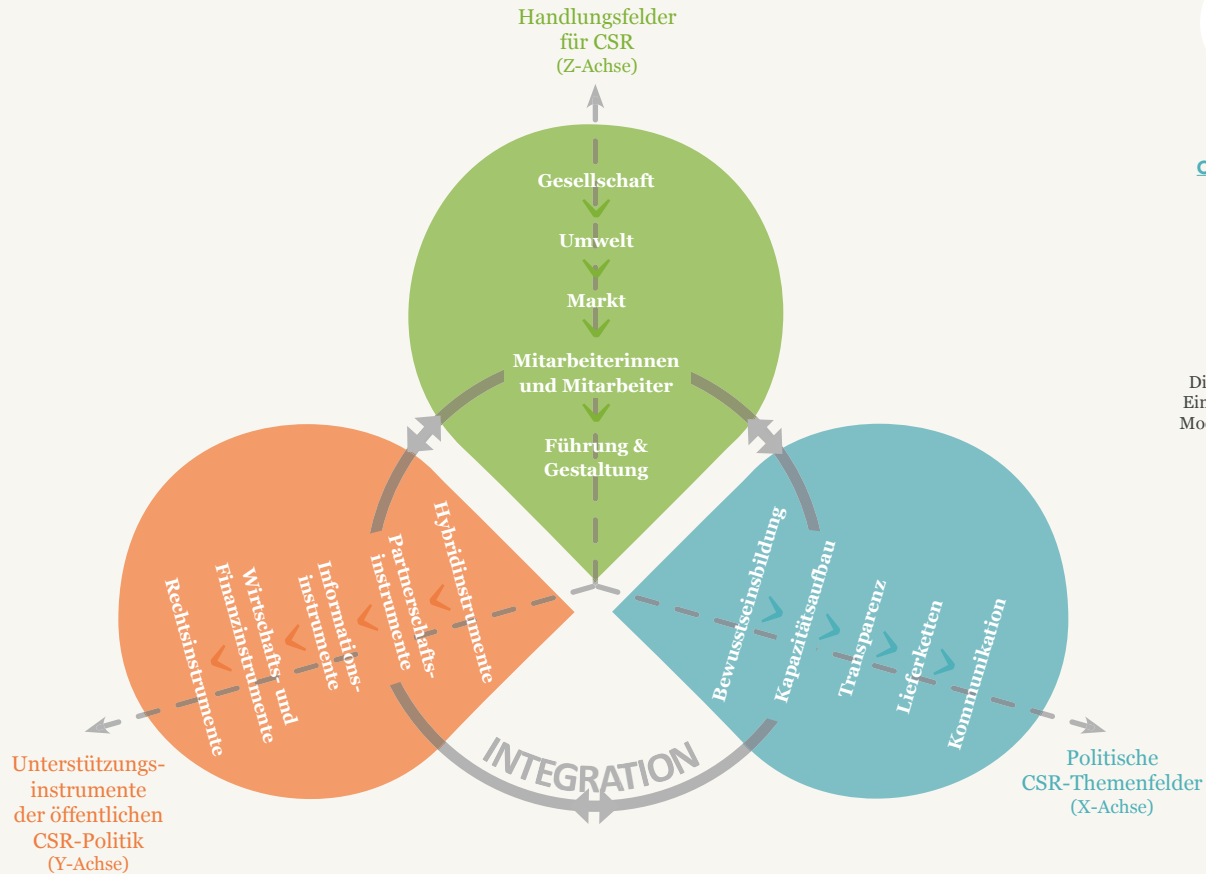 Handlungsfelder
für CSR
(Z-Achse)
Gesellschaft
Umwelt
Markt
Mitarbeiterinnen
und Mitarbeiter
Führung &
Gestaltung
Hybridinstrumente
Partnerschafts-
instrumente
Informations-
instrumente
Wirtschafts- und
Finanzinstrumente
Rechtsinstrumente
Bewusstseinsbildung
Kapazitätsaufbau
Transparenz
Lieferketten
Kommunikation
INTEGRATION
Unterstützungs-
instrumente
der öffentlichen
CSR-Politik
(Y-Achse)
Politische
CSR-Themenfelder
(X-Achse)